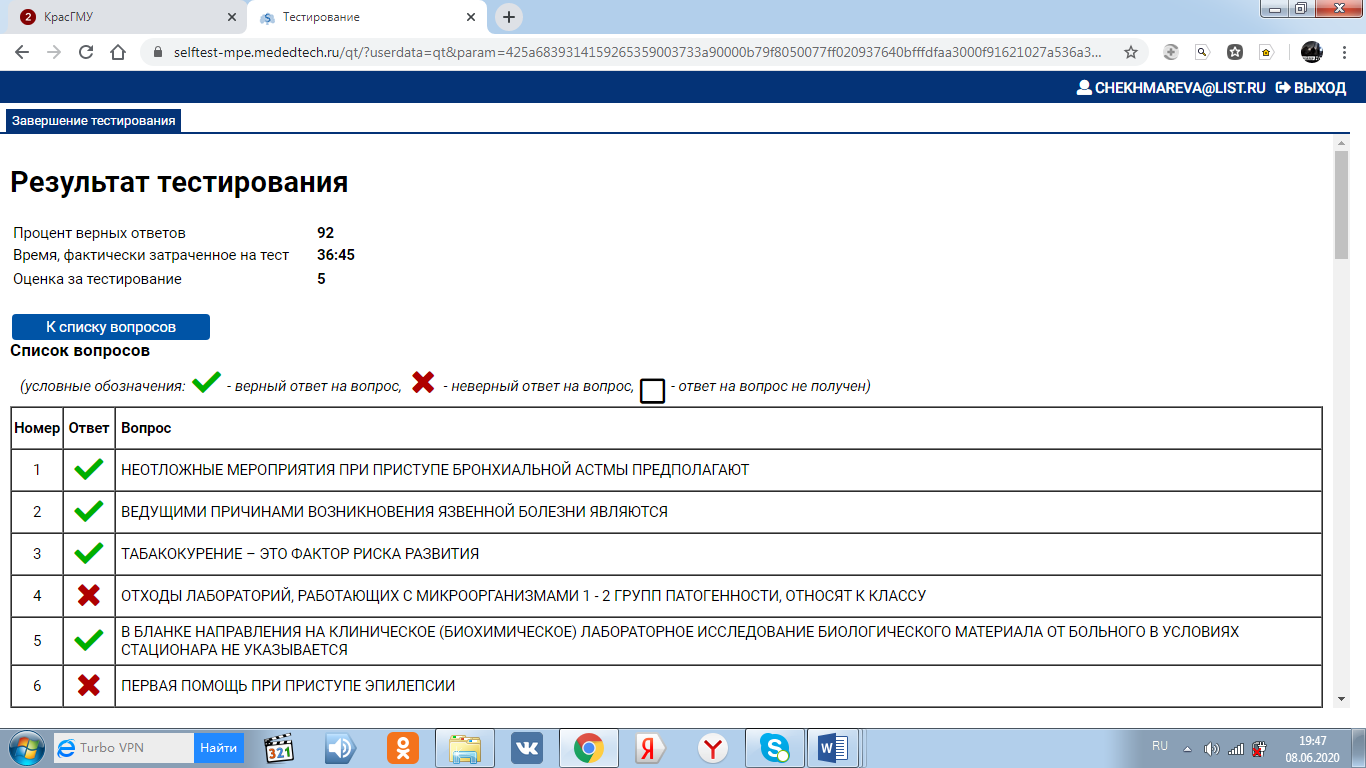 КрасГМУ
Тестирование
selftest-mpe.mededtech.ru/qt/?userdata=qt&param=425a6839314159265359003733a90000b79f8050077ff020937640bfffdfaa3000f91621027a536a3...
CHEKHMAREVA@LIST.RU ВЫХОД
Завершение тестирования
Результат тестирования
Процент верных ответов 92
Время, фактически затраченное на тест 36:45
Оценка за тестирование 5
К списку вопросов
Список вопросов
(условные обозначения: - верный ответ на вопрос, - неверный ответ на вопрос, - ответ на вопрос не получен)
Номер Ответ Вопрос
1 НЕОТЛОЖНЫЕ МЕРОПРИЯТИЯ ПРИ ПРИСТУПЕ БРОНХИАЛЬНОЙ АСТМЫ ПРЕДПОЛАГАЮТ
2 ВЕДУЩИМИ ПРИЧИНАМИ ВОЗНИКНОВЕНИЯ ЯЗВЕННОЙ БОЛЕЗНИ ЯВЛЯЮТСЯ
3 ТАБАКОКУРЕНИЕ – ЭТО ФАКТОР РИСКА РАЗВИТИЯ
4 ОТХОДЫ ЛАБОРАТОРИЙ, РАБОТАЮЩИХ С МИКРООРГАНИЗМАМИ 1 - 2 ГРУПП ПАТОГЕННОСТИ, ОТНОСЯТ К КЛАССУ
5 В БЛАНКЕ НАПРАВЛЕНИЯ НА КЛИНИЧЕСКОЕ (БИОХИМИЧЕСКОЕ) ЛАБОРАТОРНОЕ ИССЛЕДОВАНИЕ БИОЛОГИЧЕСКОГО МАТЕРИАЛА ОТ БОЛЬНОГО В УСЛОВИЯХ
СТАЦИОНАРА НЕ УКАЗЫВАЕТСЯ
6 ПЕРВАЯ ПОМОЩЬ ПРИ ПРИСТУПЕ ЭПИЛЕПСИИ
Turbo VPN Найти
321
RU
19:47
08.06.2020